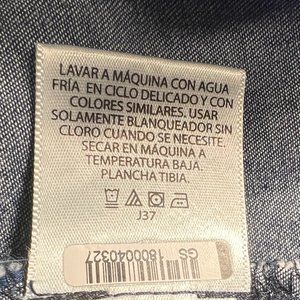 LAVAR A MÁQUINA CON AGUA
FRÍA EN CICLO DELICADO Y CON
COLORES SIMILARES. USAR
SOLAMENTE BLANQUEADOR SIN
CLORO CUANDO SE NECESITE.
SECAR EN MÁQUINA A
TEMPERATURA BAJA.
PLANCHA TIBIA.
J37
GS 1800040327